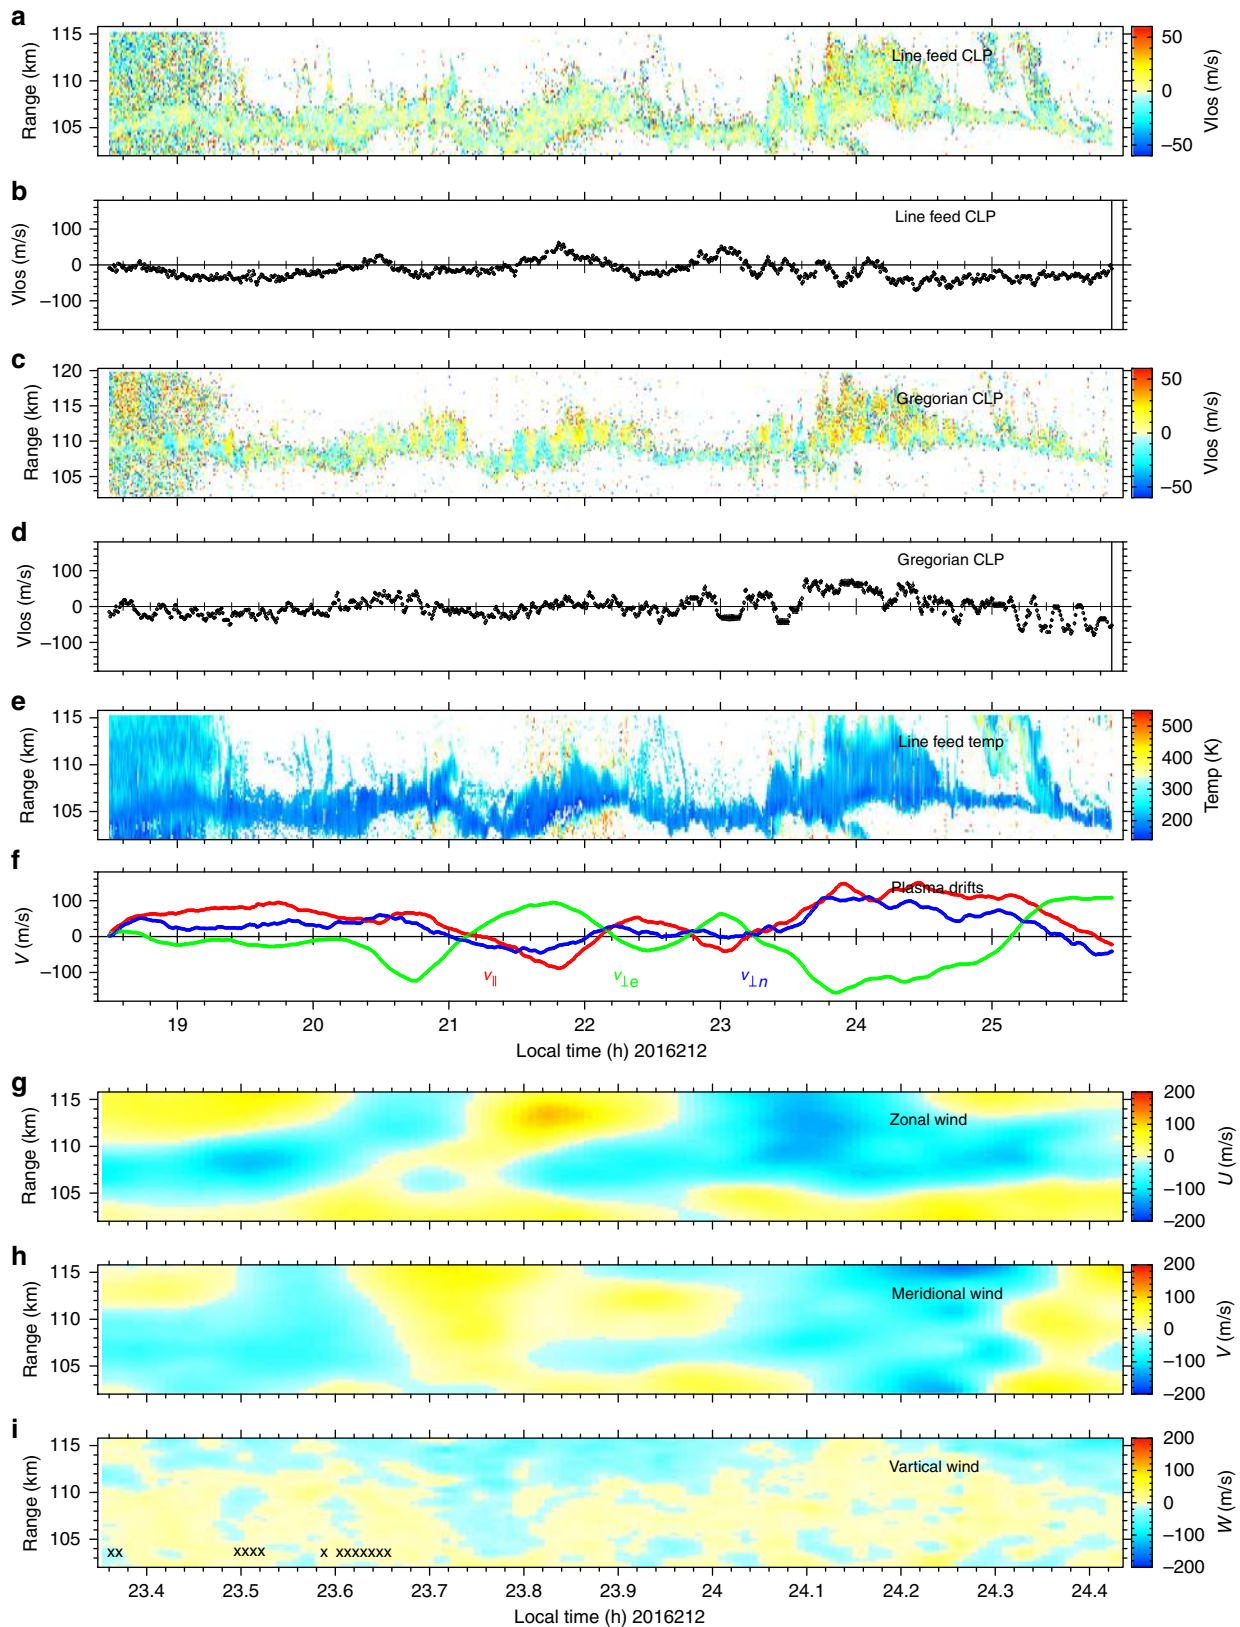 a
115
110
105
Range (km)
Line feed CLP
50
0
−50
Vlos (m/s)
b
100
0
−100
Vlos (m/s)
Line feed CLP
c
120
115
110
105
Range (km)
Gregorian CLP
50
0
−50
Vlos (m/s)
d
100
0
−100
Vlos (m/s)
Gregorian CLP
e
115
110
105
Range (km)
Line feed temp
500
400
300
200
Temp (K)
f
100
0
−100
V (m/s)
Plasma drifts
v∥
v⊥e
v⊥n
19 20 21 22 23 24 25
Local time (h) 2016212
g
115
110
105
Range (km)
Zonal wind
200
100
0
−100
−200
U (m/s)
h
115
110
105
Range (km)
Meridional wind
200
100
0
−100
−200
V (m/s)
i
115
110
105
Range (km)
Vartical wind
xx xxxx x xxxxxxx
200
100
0
−100
−200
W (m/s)
23.4 23.5 23.6 23.7 23.8 23.9 24 24.1 24.2 24.3 24.4
Local time (h) 2016212